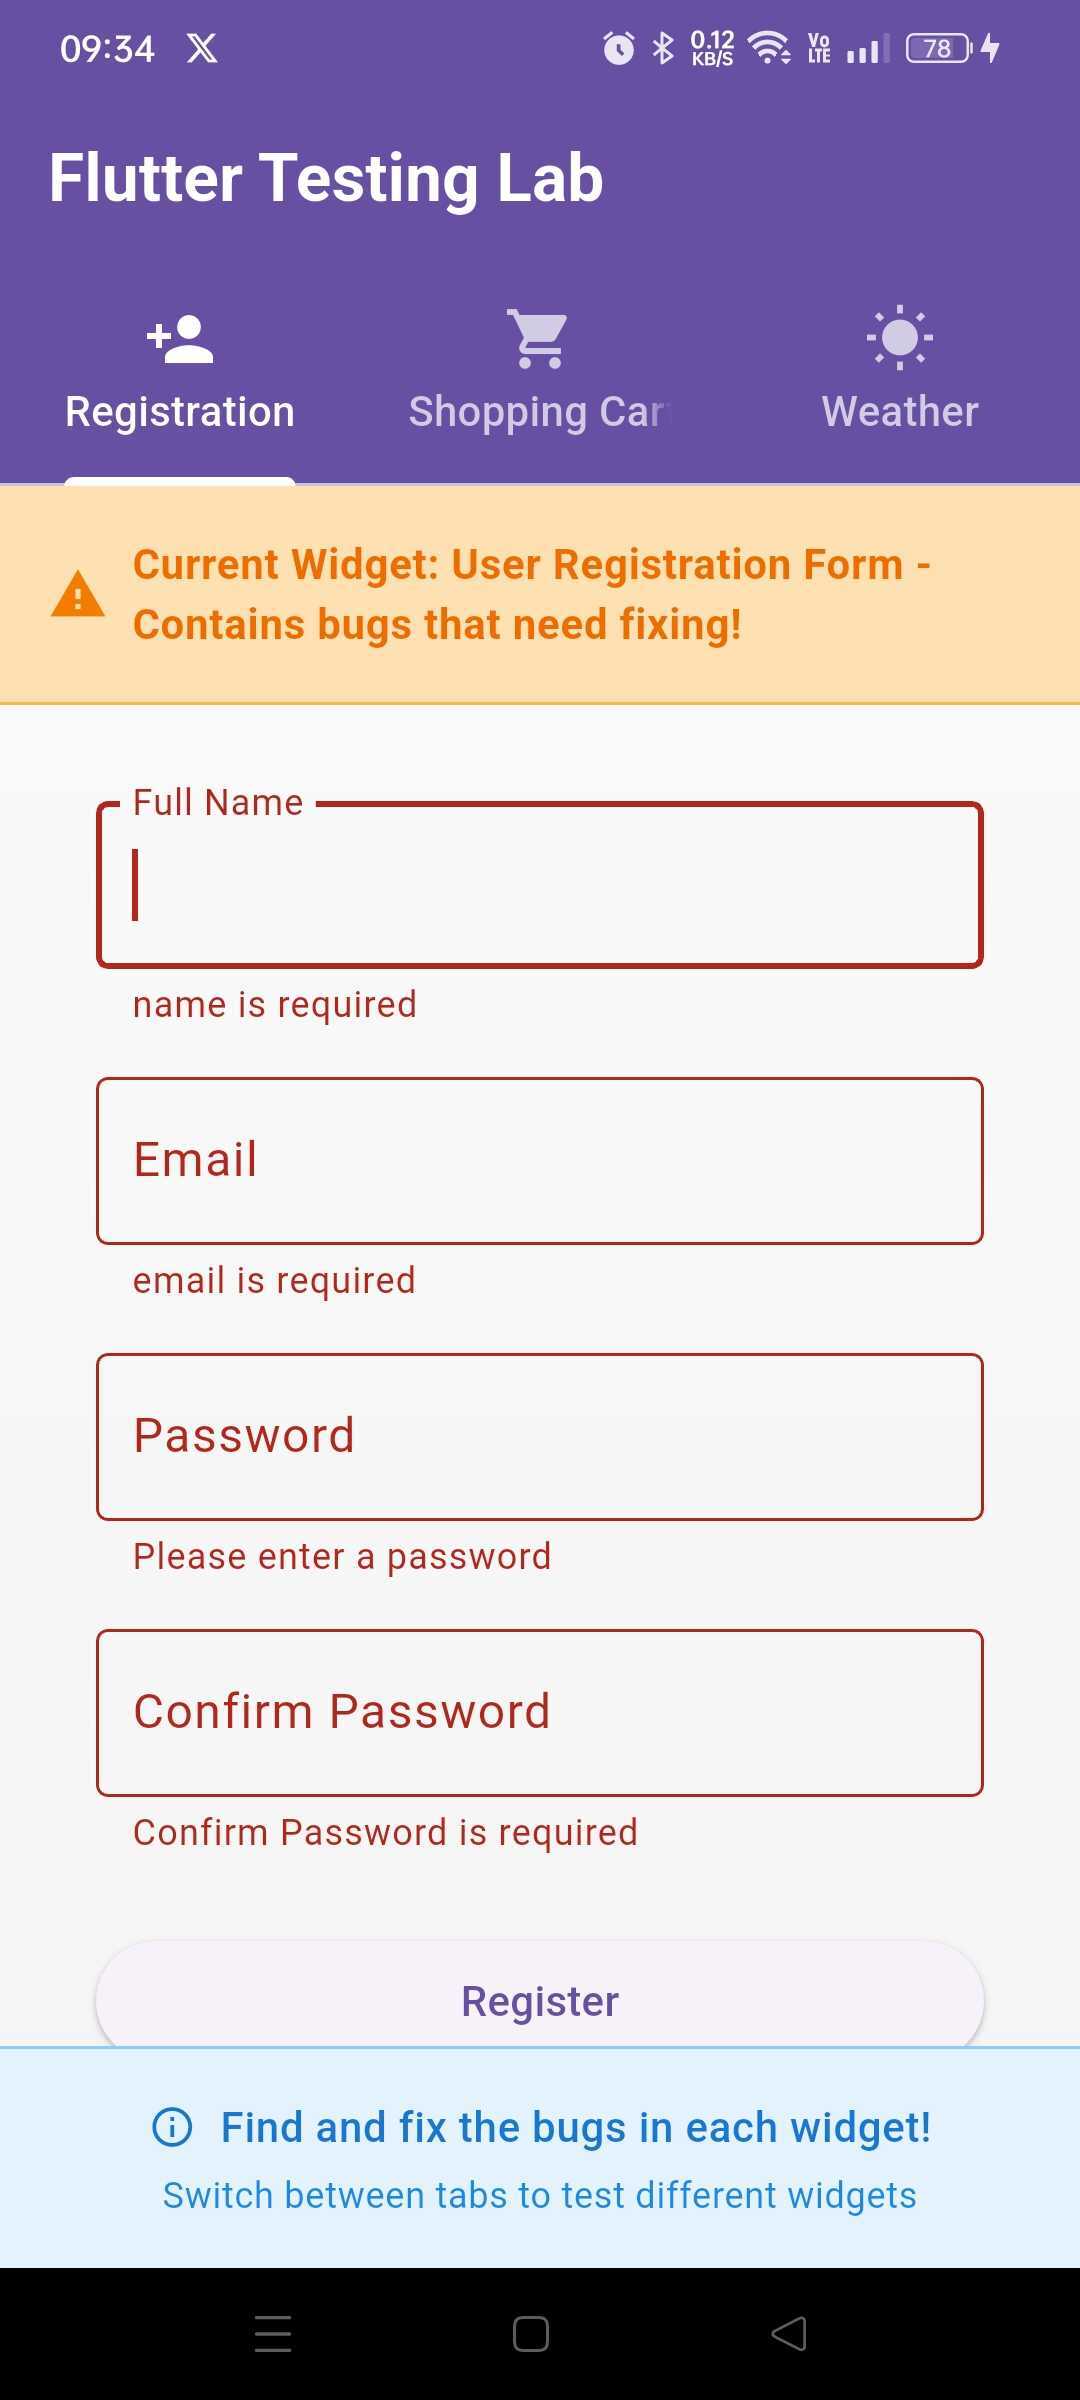 09:34
0.12
KB/S
Vo
LTE
78
Flutter Testing Lab
Registration
Shopping Car
Weather
Current Widget: User Registration Form -
Contains bugs that need fixing!
Full Name
name is required
Email
email is required
Password
Please enter a password
Confirm Password
Confirm Password is required
Register
Find and fix the bugs in each widget!
Switch between tabs to test different widgets